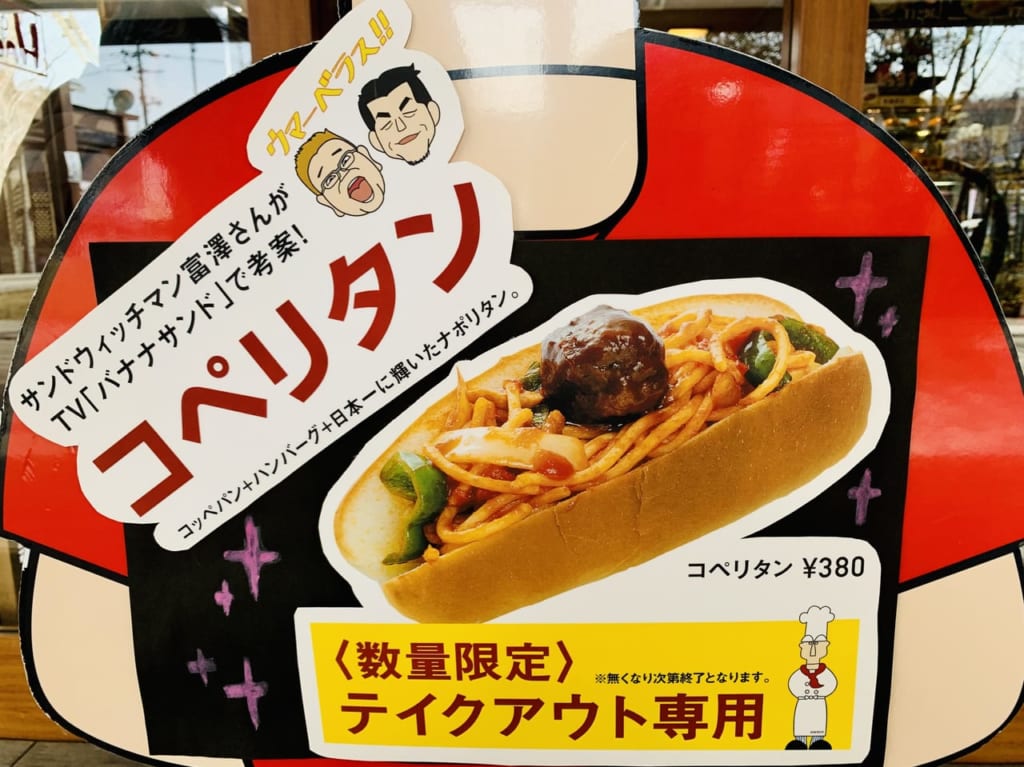 ウマーベラス!!
サンドウィッチマン富澤さんが
TV「バナナサンド」で考案!
コペリタン
コッペパン+ハンバーグ+日本一に輝いたナポリタン。
コペリタン ¥380
〈数量限定〉
※無くなり次第終了となります。
テイクアウト専用